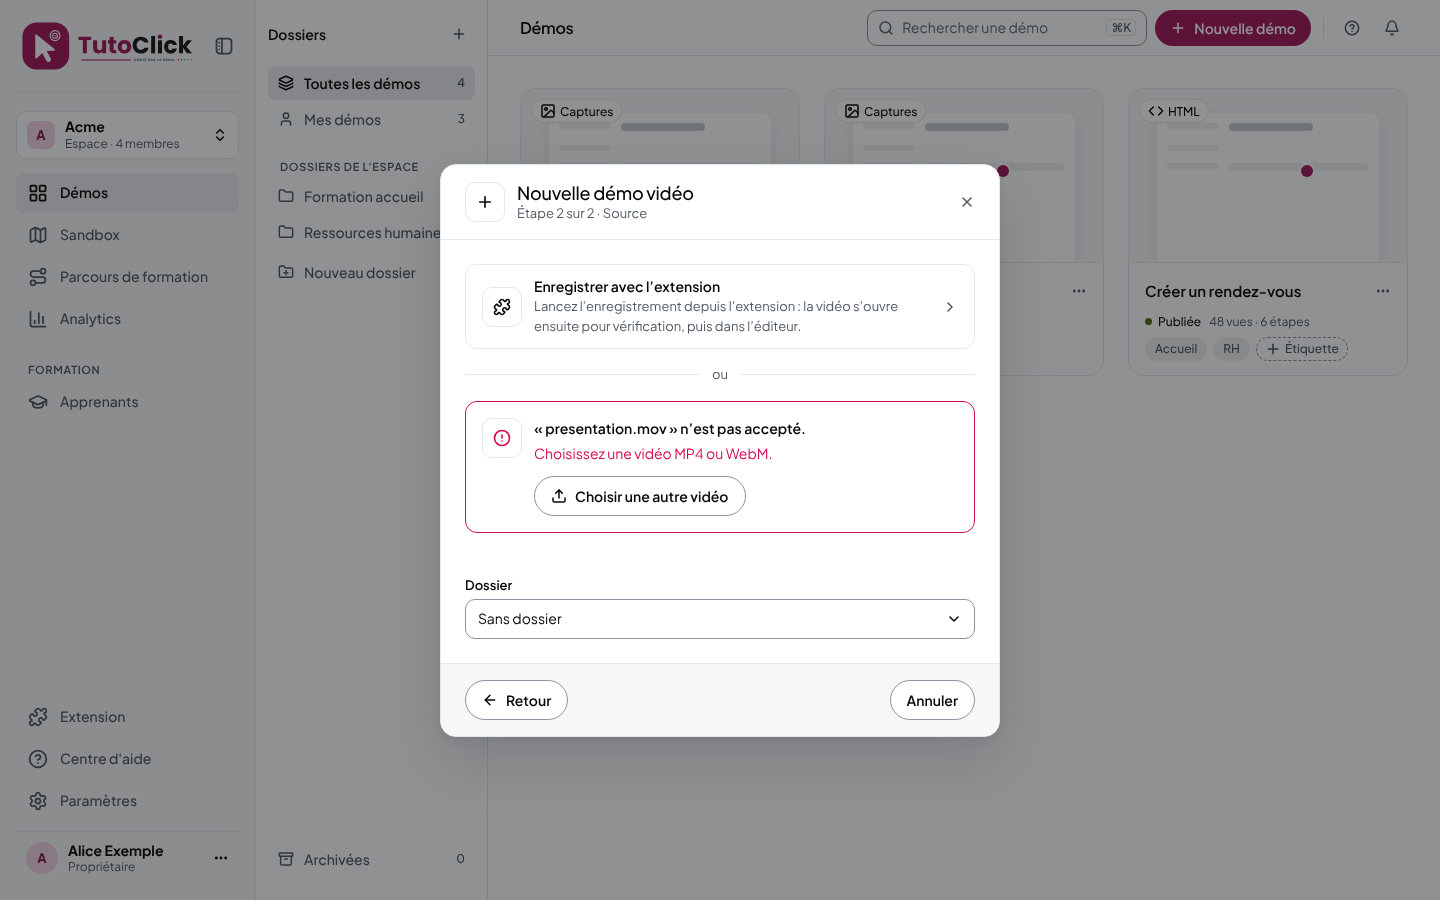 TutoClick
Acme
Espace · 4 membres
Démos
Sandbox
Parcours de formation
Analytics
FORMATION
Apprenants
Extension
Centre d'aide
Paramètres
A
Alice Exemple
Propriétaire
Dossiers
Toutes les démos 4
Mes démos 3
DOSSIERS DE L'ESPACE
Formation accueil
Ressources humaine
Nouveau dossier
Archivées 0
Démos
Rechercher une démo ⌘K
Nouvelle démo
Captures
Captures
HTML
Créer un rendez-vous
Publiée 48 vues · 6 étapes
Accueil RH Étiquette
Nouvelle démo vidéo
Étape 2 sur 2 · Source
Enregistrer avec l’extension
Lancez l’enregistrement depuis l’extension : la vidéo s’ouvre
ensuite pour vérification, puis dans l’éditeur.
ou
« presentation.mov » n’est pas accepté.
Choisissez une vidéo MP4 ou WebM.
Choisir une autre vidéo
Dossier
Sans dossier
Retour
Annuler